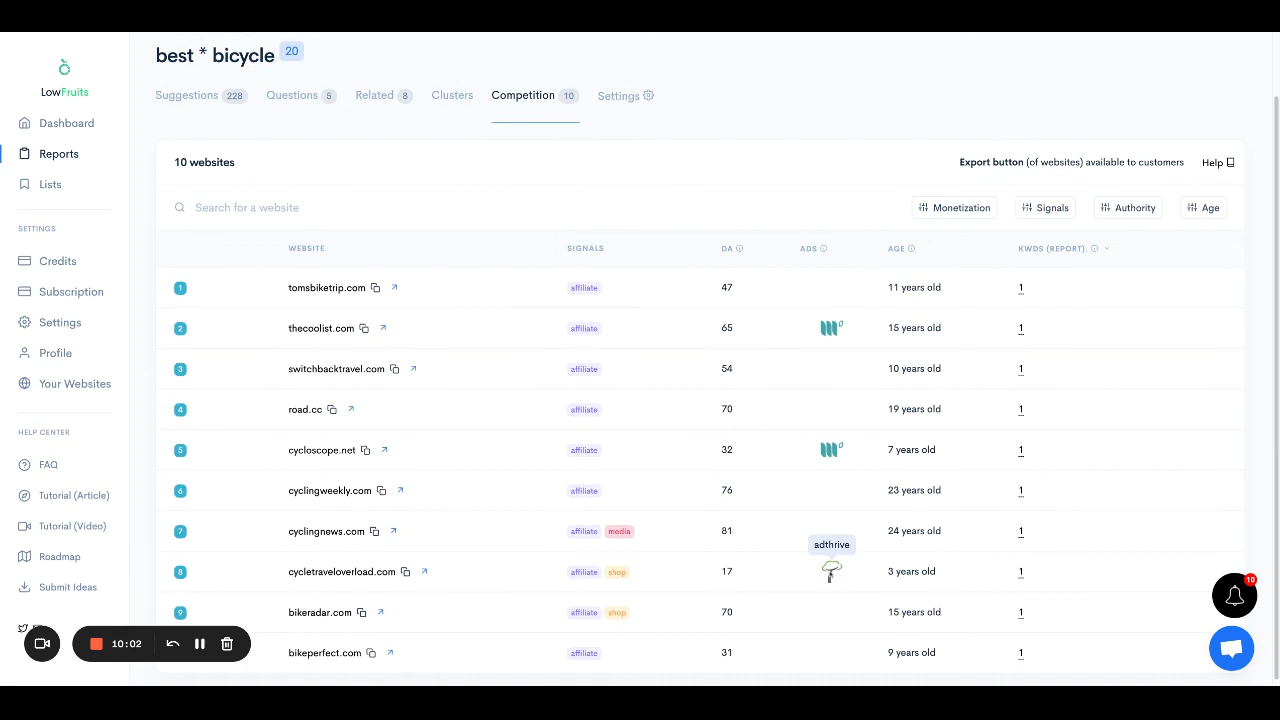 best * bicycle 20
LowFruits
Suggestions 228 Questions 5 Related 8 Clusters Competition 10 Settings
Dashboard
Reports
Lists
SETTINGS
Credits
Subscription
Settings
Profile
Your Websites
HELP CENTER
FAQ
Tutorial (Article)
Tutorial (Video)
Roadmap
Submit Ideas
10 websites
Export button (of websites) available to customers Help
Search for a website
Monetization Signals Authority Age
WEBSITE SIGNALS DA ADS AGE KWDS (REPORT).
1 tomsbiketrip.com affiliate 47 11 years old 1
2 thecoolist.com affiliate 65 15 years old 1
3 switchbacktravel.com affiliate 54 10 years old 1
4 road.cc affiliate 70 19 years old 1
5 cycloscope.net affiliate 32 7 years old 1
6 cyclingweekly.com affiliate 76 23 years old 1
7 cyclingnews.com affiliate media 81 24 years old 1
adthrive
8 cycletraveloverload.com affiliate shop 17 3 years old 1
9 bikeradar.com affiliate shop 70 15 years old 1
bikeperfect.com affiliate 31 9 years old 1
10
10:02